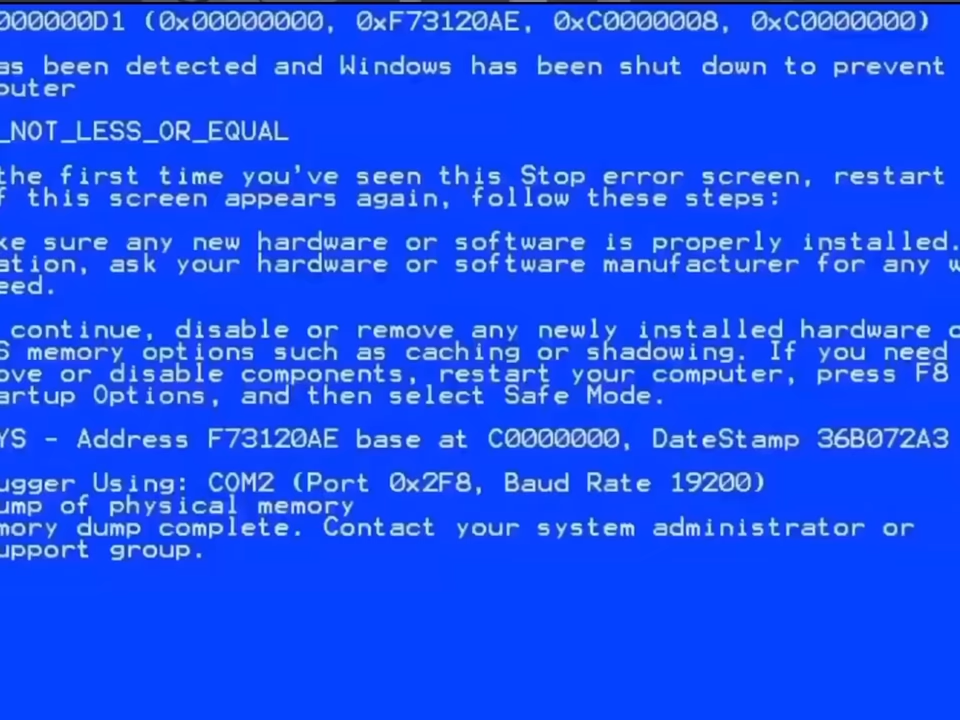 000000D1 (0x00000000, 0xF73120AE, 0xC0000008, 0xC0000000)
as been detected and Windows has been shut down to prevent
puter
_NOT_LESS_OR_EQUAL
the first time you've seen this Stop error screen, restart
f this screen appears again, follow these steps:
ke sure any new hardware or software is properly installed.
ation, ask your hardware or software manufacturer for any w
eed.
continue, disable or remove any newly installed hardware o
S memory options such as caching or shadowing. If you need
ove or disable components, restart your computer, press F8
artup Options, and then select Safe Mode.
YS - Address F73120AE base at C0000000, DateStamp 36B072A3
ugger Using: COM2 (Port 0x2F8, Baud Rate 19200)
ump of physical memory
mory dump complete. Contact your system administrator or
upport group.